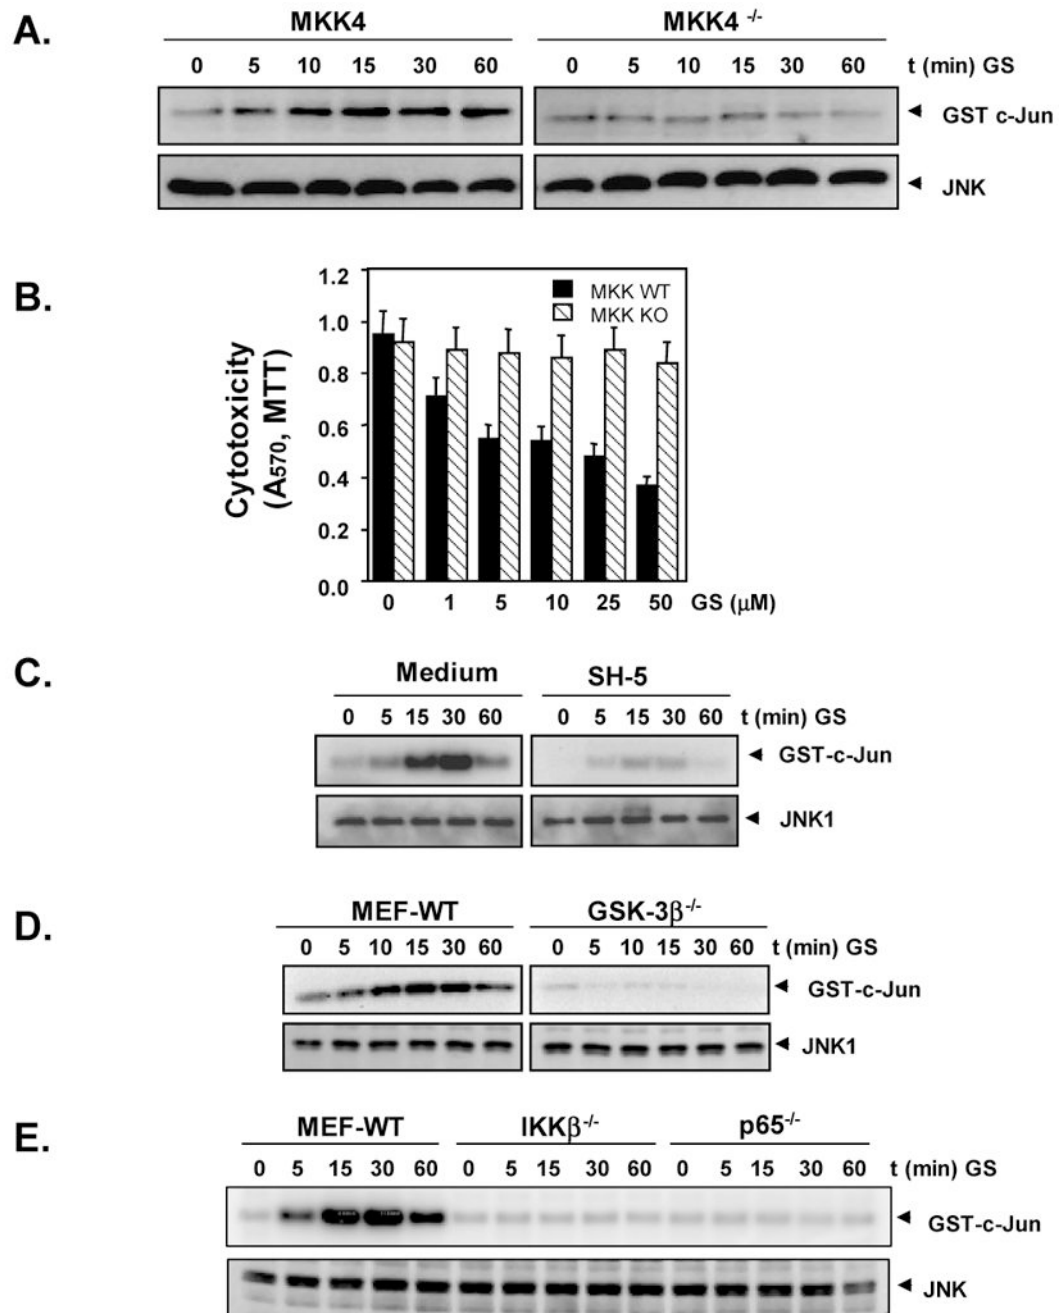 A.
MKK4 MKK4 -/-
0 5 10 15 30 60 0 5 10 15 30 60 t (min) GS
GST c-Jun
JNK
B.
Cytotoxicity
(A570, MTT)
1.2
1.0
0.8
0.6
0.4
0.2
0.0
MKK WT
MKK KO
0 1 5 10 25 50 GS (μM)
C.
Medium SH-5
0 5 15 30 60 0 5 15 30 60 t (min) GS
GST-c-Jun
JNK1
D.
MEF-WT GSK-3β-/-
0 5 10 15 30 60 0 5 10 15 30 60 t (min) GS
GST-c-Jun
JNK1
E.
MEF-WT IKKβ-/- p65-/-
0 5 15 30 60 0 5 15 30 60 0 5 15 30 60 t (min) GS
GST-c-Jun
JNK